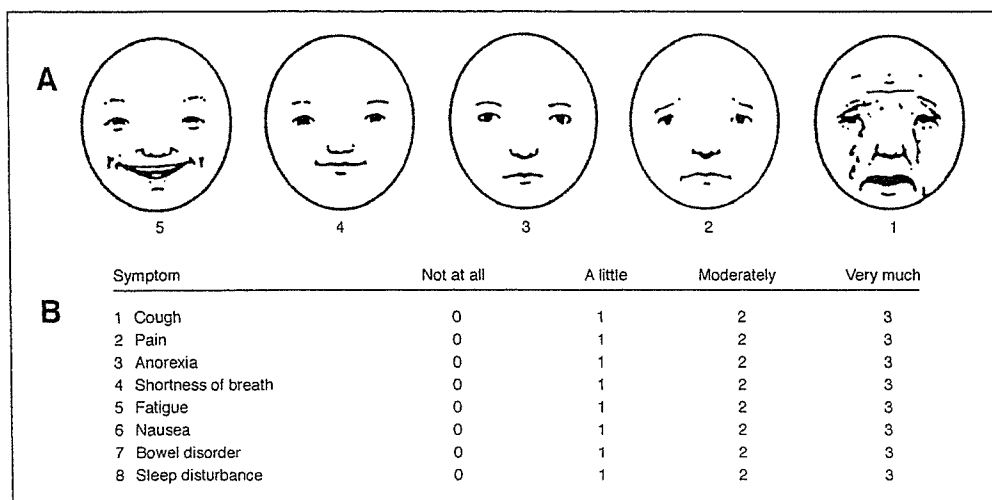 A
5 4 3 2 1
Symptom Not at all A little Moderately Very much
B
1 Cough 0 1 2 3
2 Pain 0 1 2 3
3 Anorexia 0 1 2 3
4 Shortness of breath 0 1 2 3
5 Fatigue 0 1 2 3
6 Nausea 0 1 2 3
7 Bowel disorder 0 1 2 3
8 Sleep disturbance 0 1 2 3